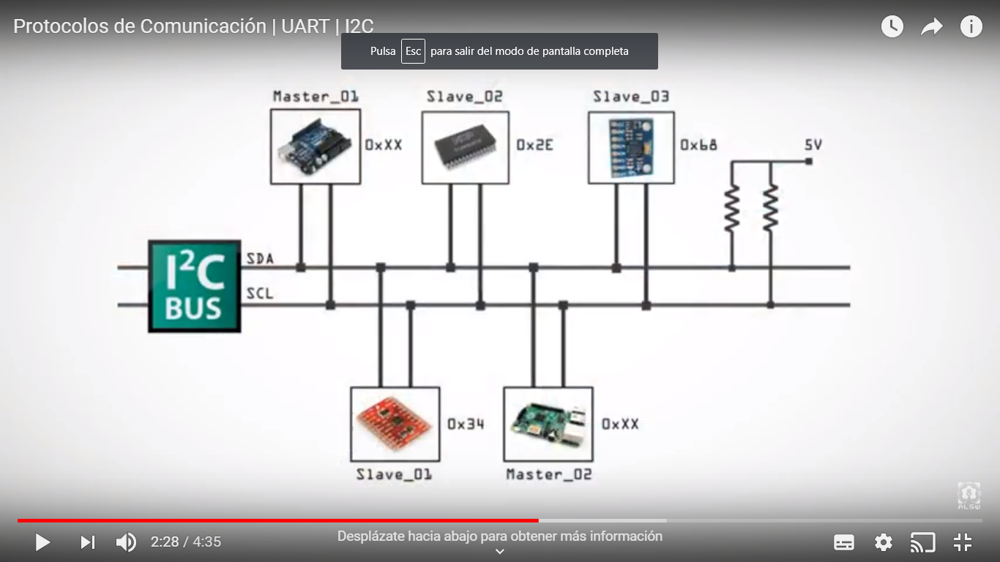 Protocolos de Comunicación | UART | I2C
Pulsa Esc para salir del modo de pantalla completa
Master_01
Slave_02
Slave_03
0xXX
0x2E
0x68
5V
I²C
BUS
SDA
SCL
0x34
0xXX
Slave_01
Master_02
ALSW
2:28 / 4:35
Desplázate hacia abajo para obtener más información